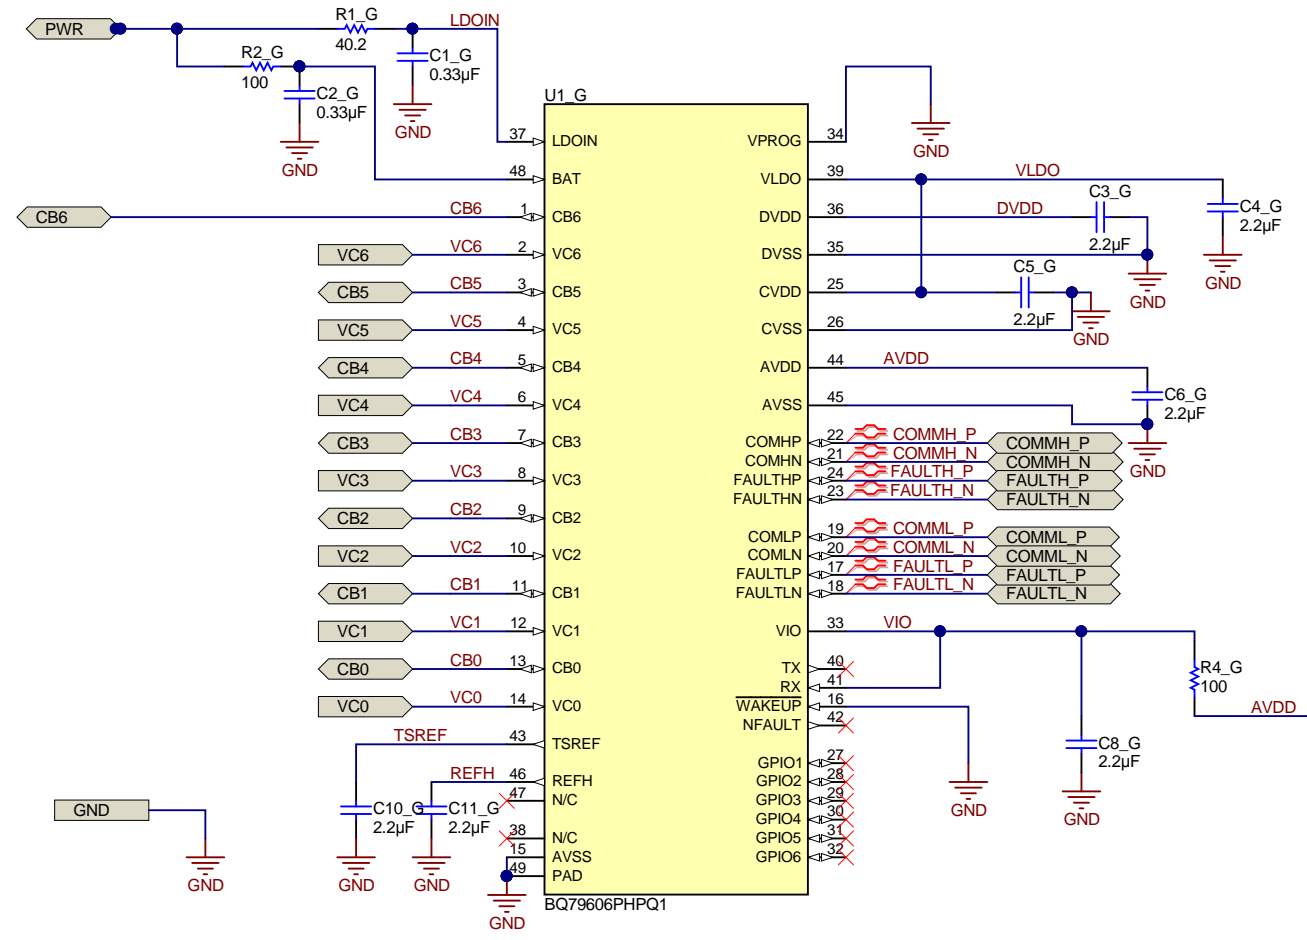 PWR
R1_G
40.2
LDOIN
R2_G
100
C1_G
0.33µF
GND
C2_G
0.33µF
GND
U1_G
37
LDOIN
48
BAT
CB6
CB6
1
CB6
VC6
VC6
2
VC6
CB5
CB5
3
CB5
VC5
VC5
4
VC5
CB4
CB4
5
CB4
VC4
VC4
6
VC4
CB3
CB3
7
CB3
VC3
VC3
8
VC3
CB2
CB2
9
CB2
VC2
VC2
10
VC2
CB1
CB1
11
CB1
VC1
VC1
12
VC1
CB0
CB0
13
CB0
VC0
VC0
14
VC0
TSREF
43
TSREF
REFH
46
REFH
47
N/C
C10_G
2.2µF
GND
C11_G
2.2µF
GND
38
N/C
15
AVSS
49
PAD
GND
GND
GND
BQ79606PHPQ1
VPROG
34
GND
VLDO
39
VLDO
C4_G
2.2µF
GND
DVDD
36
DVDD
C3_G
2.2µF
DVSS
35
GND
CVDD
25
C5_G
2.2µF
CVSS
26
GND
AVDD
44
AVDD
C6_G
2.2µF
AVSS
45
GND
COMHP
22
COMMH_P
COMMH_P
COMHN
21
COMMH_N
COMMH_N
FAULTHP
24
FAULTH_P
FAULTH_P
FAULTHN
23
FAULTH_N
FAULTH_N
COMLP
19
COMML_P
COMML_P
COMLN
20
COMML_N
COMML_N
FAULTLP
17
FAULTL_P
FAULTL_P
FAULTLN
18
FAULTL_N
FAULTL_N
VIO
33
VIO
TX
40
RX
41
WAKEUP
16
NFAULT
42
R4_G
100
AVDD
C8_G
2.2µF
GND
GND
GPIO1
27
GPIO2
28
GPIO3
29
GPIO4
30
GPIO5
31
GPIO6
32